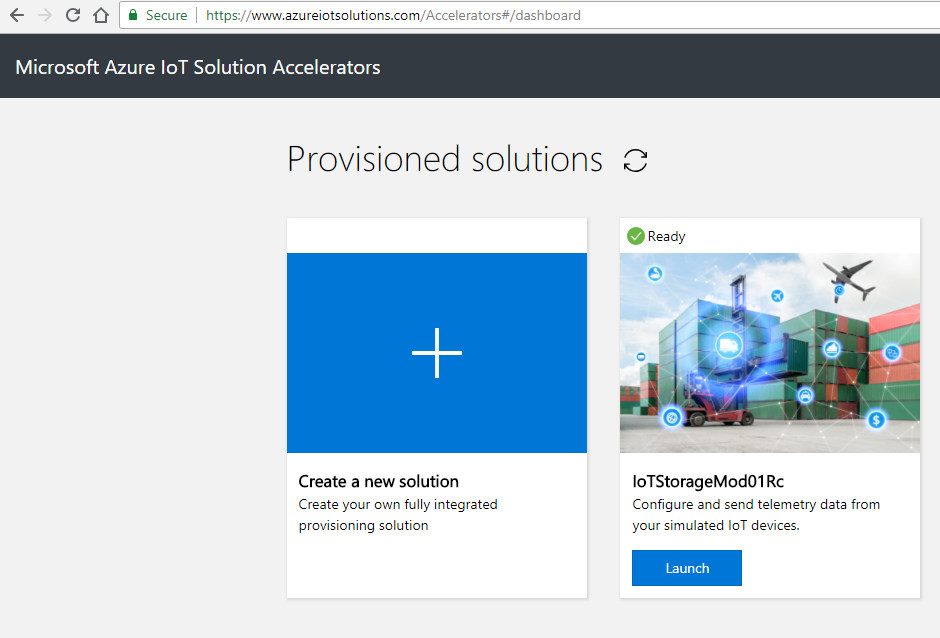 Secure https://www.azureiotsolutions.com/Accelerators#/dashboard
Microsoft Azure IoT Solution Accelerators
Provisioned solutions
Create a new solution
Create your own fully integrated
provisioning solution
Ready
IoTStorageMod01Rc
Configure and send telemetry data from
your simulated IoT devices.
Launch